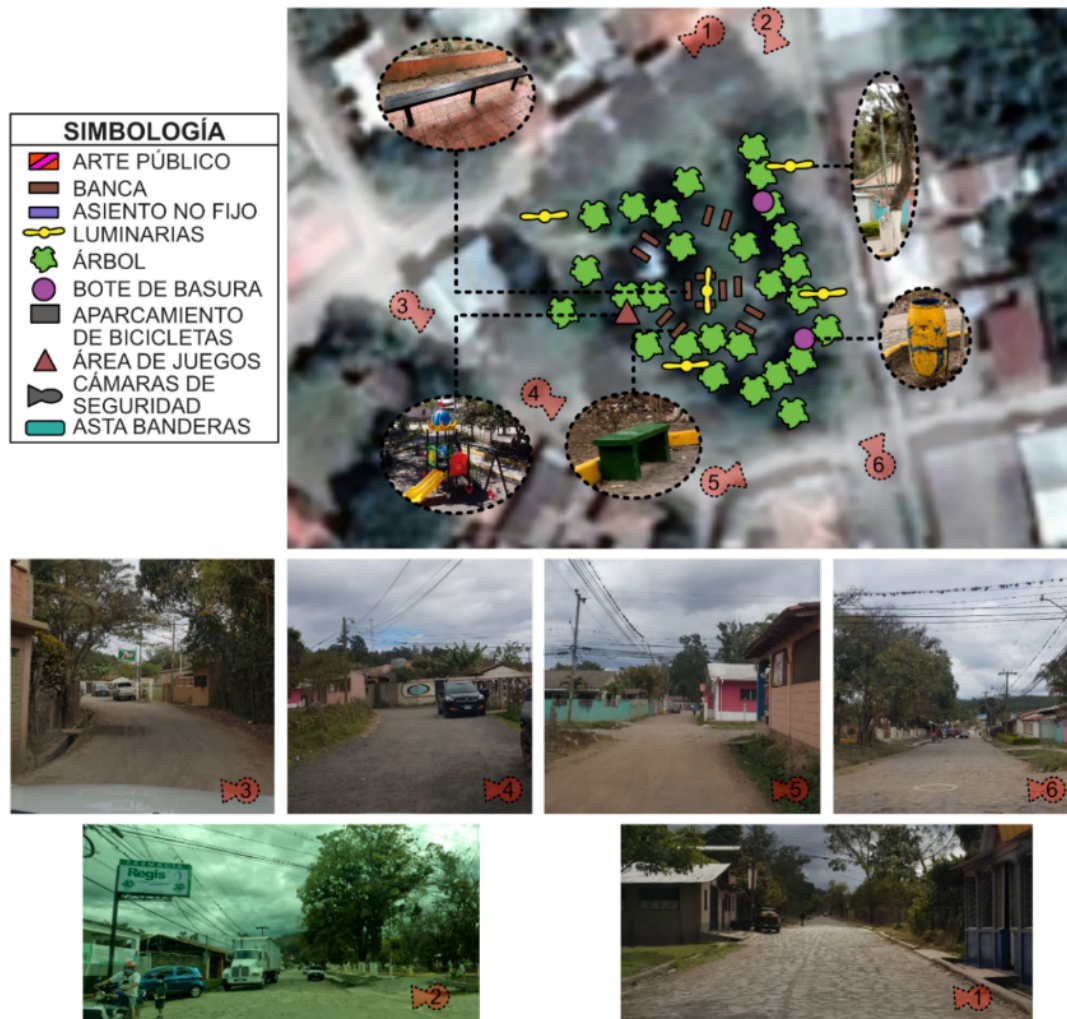 SIMBOLOGÍA
ARTE PÚBLICO
BANCA
ASIENTO NO FIJO
LUMINARIAS
ÁRBOL
BOTE DE BASURA
APARCAMIENTO
DE BICICLETAS
ÁREA DE JUEGOS
CÁMARAS DE
SEGURIDAD
ASTA BANDERAS
1
2
3
4
5
6
3
4
5
6
FARMACIA
Regis
2
1